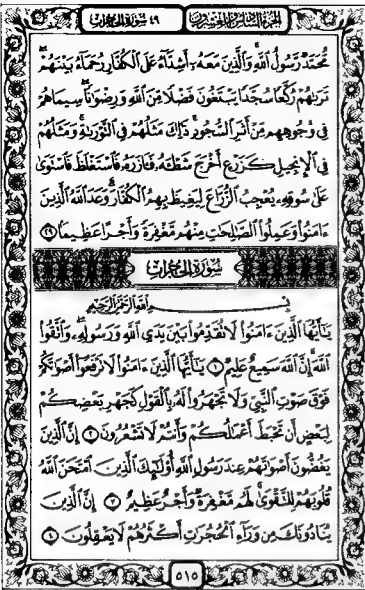 الجزء السادس والعشرون ٤٩ سورة الحجرات
مُّحَمَّدٌ رَّسُولُ ٱللَّهِ وَٱلَّذِينَ مَعَهُۥٓ أَشِدَّآءُ عَلَى ٱلْكُفَّارِ رُحَمَآءُ بَيْنَهُمْ
تَرَىٰهُمْ رُكَّعًا سُجَّدًا يَبْتَغُونَ فَضْلًا مِّنَ ٱللَّهِ وَرِضْوَٰنًا سِيمَاهُمْ
فِى وُجُوهِهِم مِّنْ أَثَرِ ٱلسُّجُودِ ذَٰلِكَ مَثَلُهُمْ فِى ٱلتَّوْرَىٰةِ وَمَثَلُهُمْ
فِى ٱلْإِنجِيلِ كَزَرْعٍ أَخْرَجَ شَطْـَٔهُۥ فَـَٔازَرَهُۥ فَٱسْتَغْلَظَ فَٱسْتَوَىٰ
عَلَىٰ سُوقِهِۦ يُعْجِبُ ٱلزُّرَّاعَ لِيَغِيظَ بِهِمُ ٱلْكُفَّارَ وَعَدَ ٱللَّهُ ٱلَّذِينَ
ءَامَنُوا۟ وَعَمِلُوا۟ ٱلصَّٰلِحَٰتِ مِنْهُم مَّغْفِرَةً وَأَجْرًا عَظِيمًۢا ٢٩
سُورَةُ الحُجُرَاتِ
بِسْمِ ٱللَّهِ ٱلرَّحْمَٰنِ ٱلرَّحِيمِ
يَٰٓأَيُّهَا ٱلَّذِينَ ءَامَنُوا۟ لَا تُقَدِّمُوا۟ بَيْنَ يَدَىِ ٱللَّهِ وَرَسُولِهِۦ وَٱتَّقُوا۟
ٱللَّهَ إِنَّ ٱللَّهَ سَمِيعٌ عَلِيمٌ ١ يَٰٓأَيُّهَا ٱلَّذِينَ ءَامَنُوا۟ لَا تَرْفَعُوٓا۟ أَصْوَٰتَكُمْ
فَوْقَ صَوْتِ ٱلنَّبِىِّ وَلَا تَجْهَرُوا۟ لَهُۥ بِٱلْقَوْلِ كَجَهْرِ بَعْضِكُمْ
لِبَعْضٍ أَن تَحْبَطَ أَعْمَٰلُكُمْ وَأَنتُمْ لَا تَشْعُرُونَ ٢ إِنَّ ٱلَّذِينَ
يَغُضُّونَ أَصْوَٰتَهُمْ عِندَ رَسُولِ ٱللَّهِ أُو۟لَٰٓئِكَ ٱلَّذِينَ ٱمْتَحَنَ ٱللَّهُ
قُلُوبَهُمْ لِلتَّقْوَىٰ لَهُم مَّغْفِرَةٌ وَأَجْرٌ عَظِيمٌ ٣ إِنَّ ٱلَّذِينَ
يُنَادُونَكَ مِن وَرَآءِ ٱلْحُجُرَٰتِ أَكْثَرُهُمْ لَا يَعْقِلُونَ ٤
٥١٥